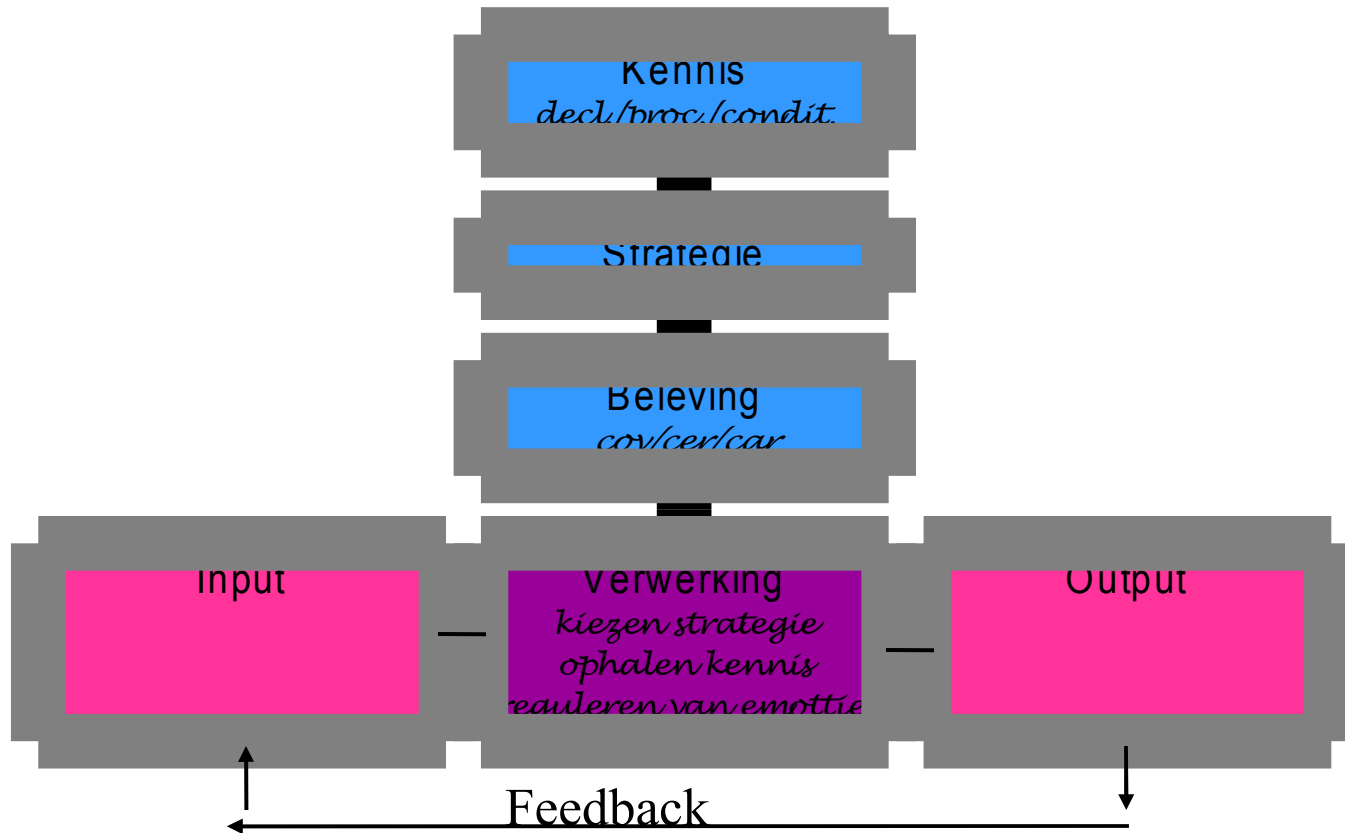 Kennis
decl./proc./condit.
Strategie
Beleving
cov/cer/car
Input
Verwerking
kiezen strategie
ophalen kennis
reguleren van emottie
Output
Feedback